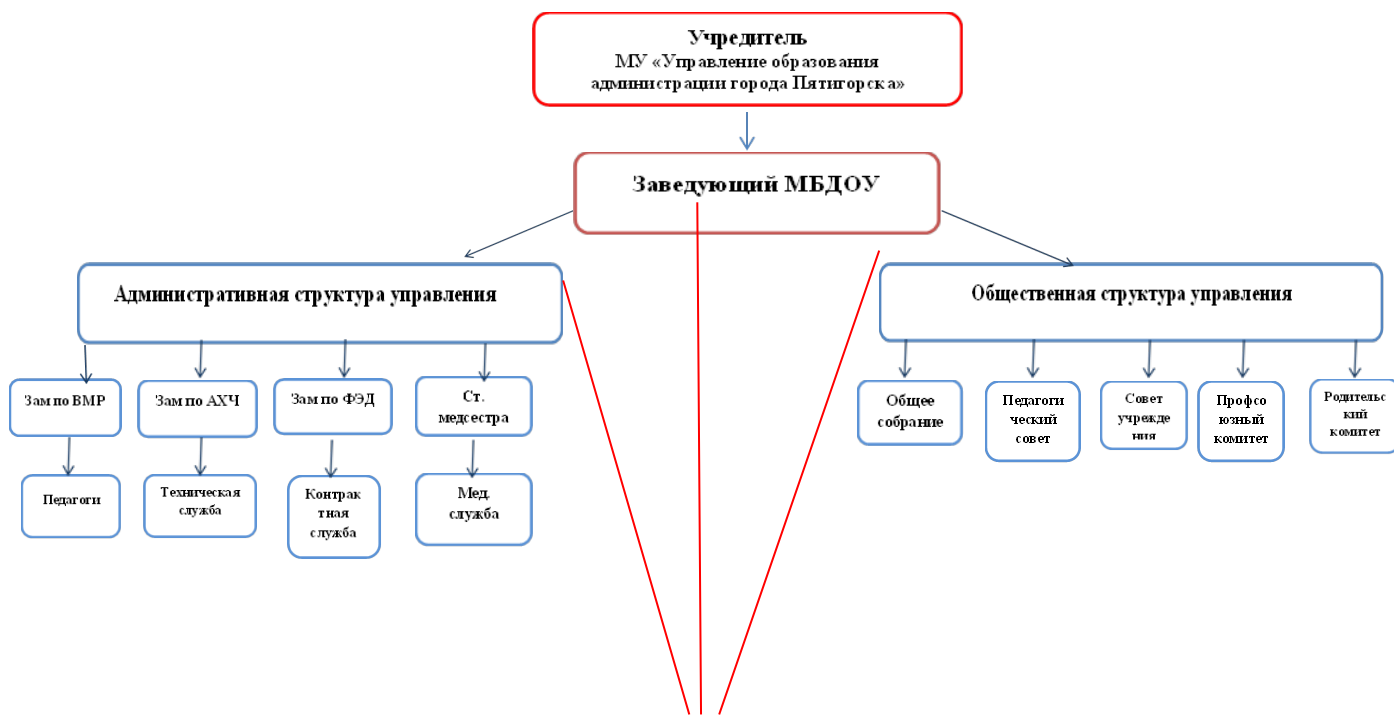 Учредитель
МУ «Управление образования
администрации города Пятигорска»
Заведующий МБДОУ
Административная структура управления
Общественная структура управления
Зам по ВМР
Зам по АХЧ
Зам по ФЭД
Ст.
медсестра
Общее
собрание
Педагоги
ческий
совет
Совет
учрежде
ния
Профсо
юзный
комитет
Родительс
кий
комитет
Педагоги
Техническая
служба
Контрак
тная
служба
Мед.
служба